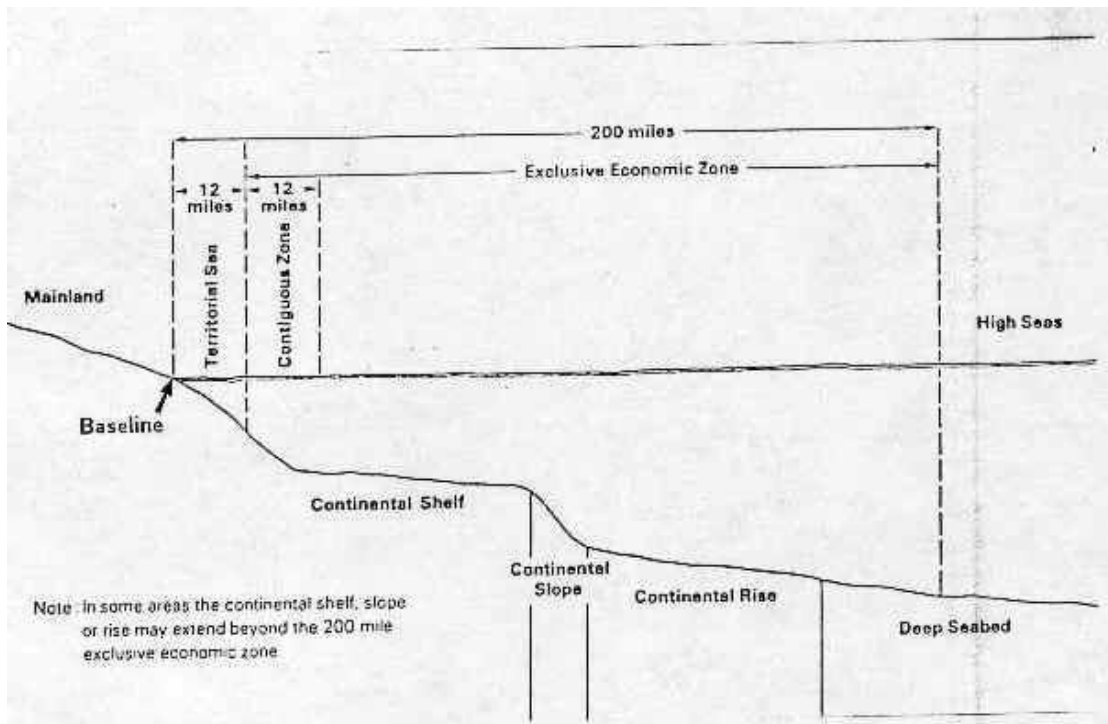 200 miles
Exclusive Economic Zone
12
miles
12
miles
Territorial Sea
Contiguous Zone
Mainland
High Seas
Baseline
Continental Shelf
Continental
Slope
Continental Rise
Deep Seabed
Note: In some areas the continental shelf, slope
or rise may extend beyond the 200 mile
exclusive economic zone